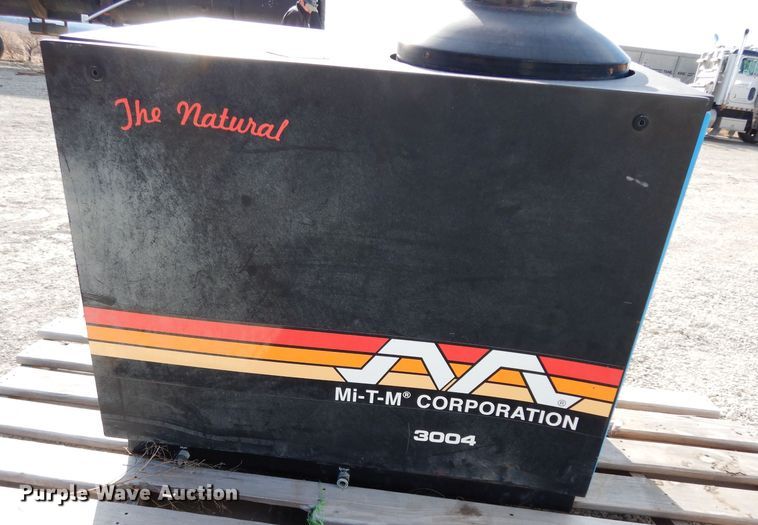 The Natural
Mi-T-M® CORPORATION
3004
Purple Wave Auction